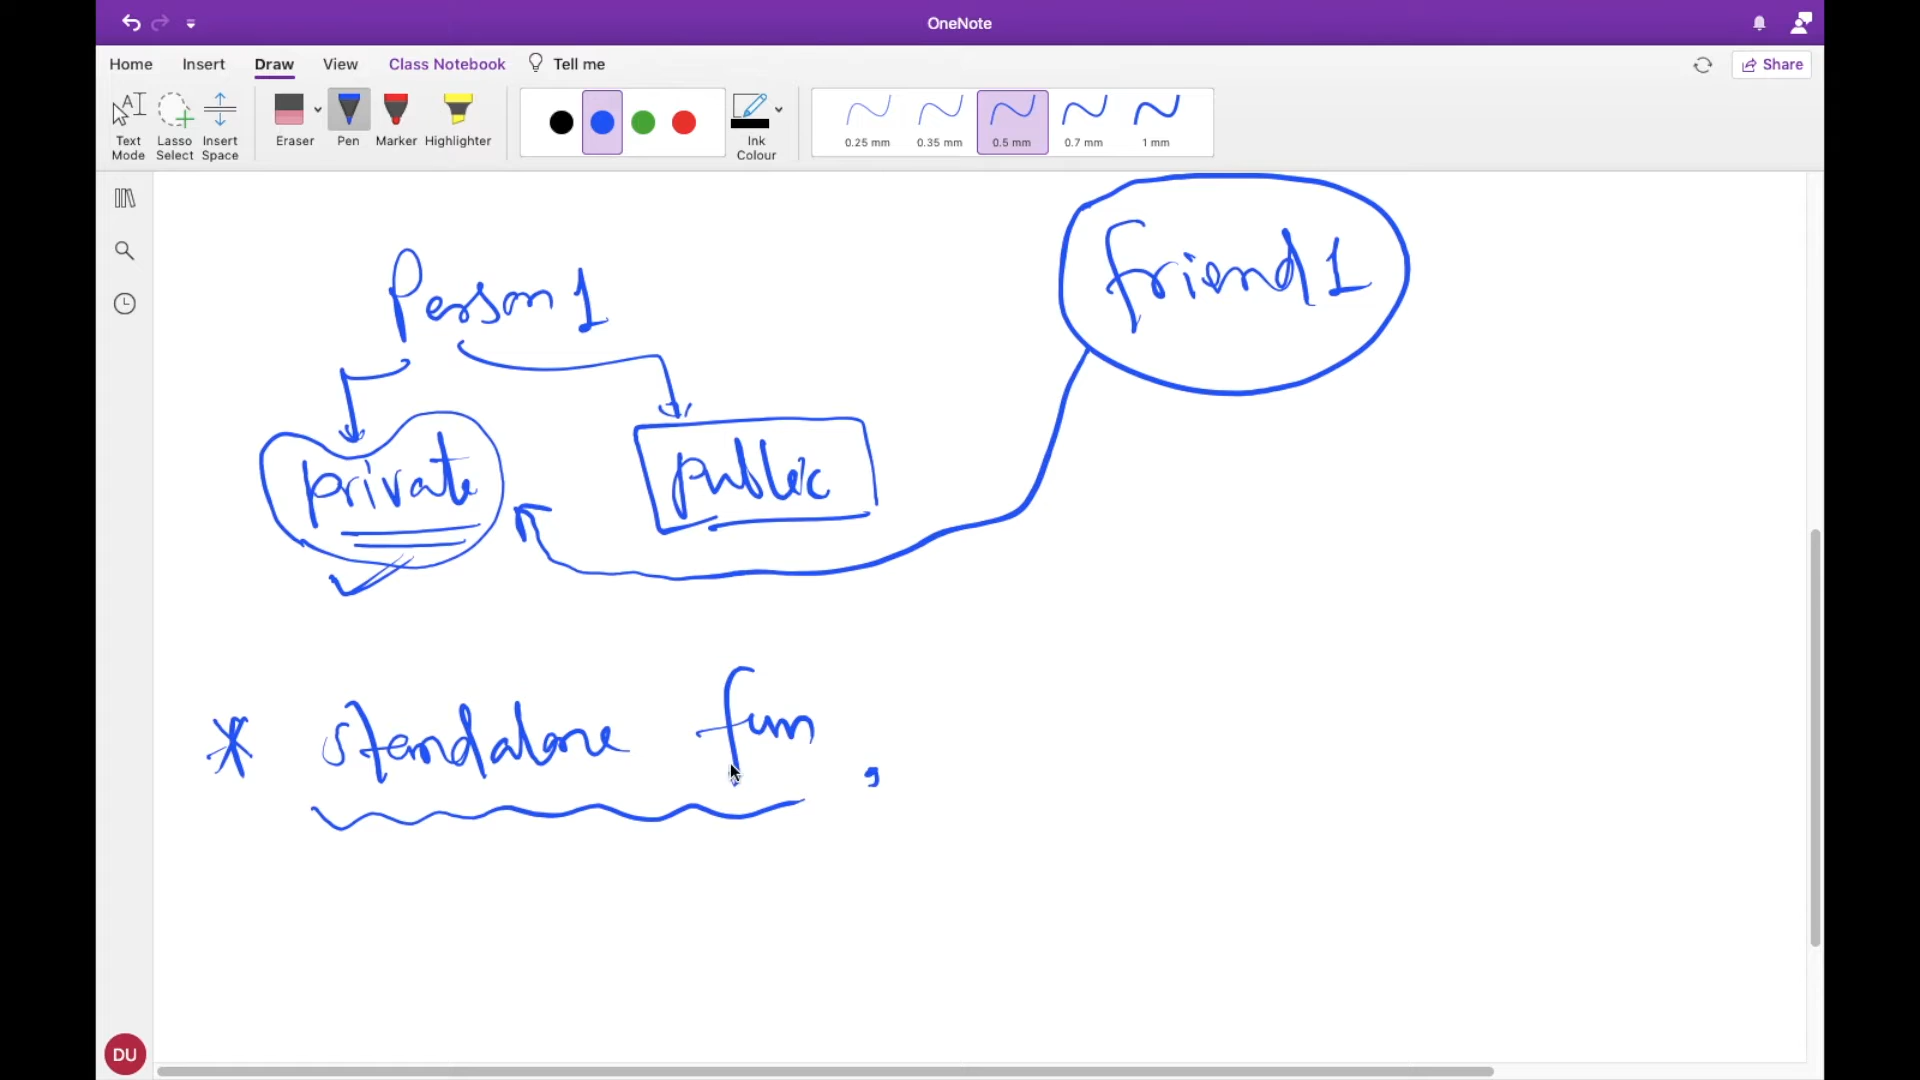 OneNote
Home Insert Draw View Class Notebook Tell me Share
Text Mode
Lasso Select
Insert Space
Eraser
Pen
Marker
Highlighter
Ink Colour
0.25 mm 0.35 mm 0.5 mm 0.7 mm 1 mm
friend 1
Person 1
private public
* standalone fun ,
DU